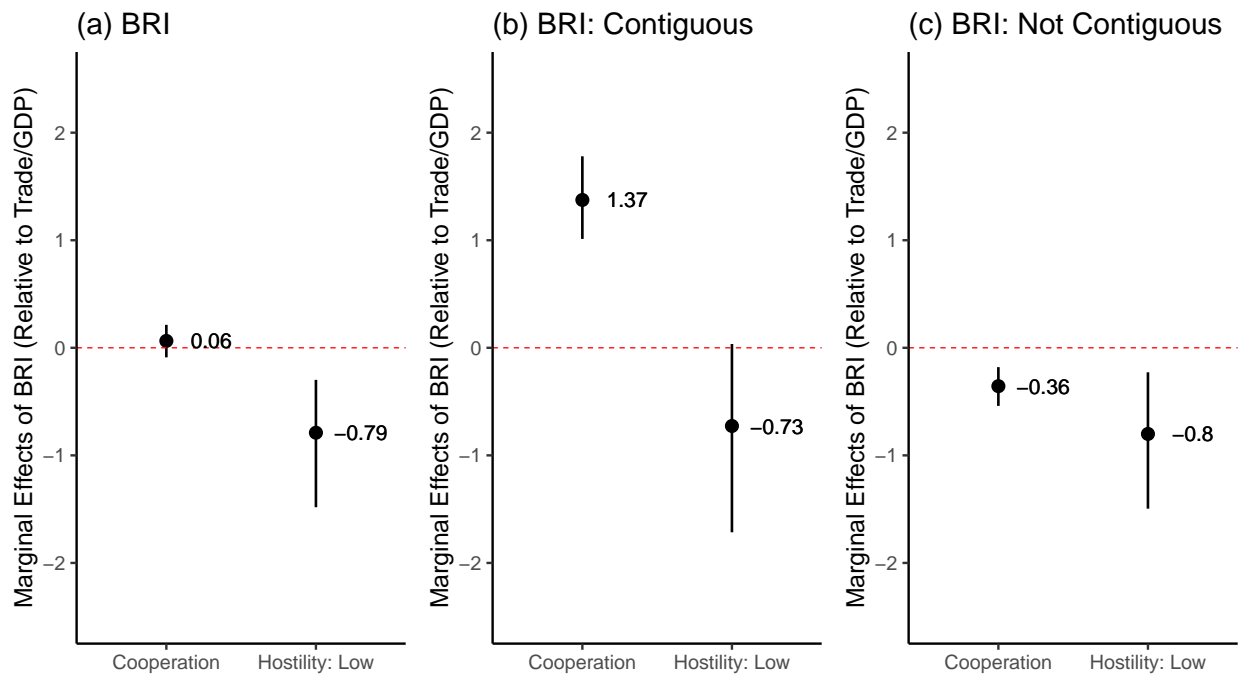 (a) BRI
Marginal Effects of BRI (Relative to Trade/GDP)
2
1
0
−1
−2
0.06
−0.79
Cooperation
Hostility: Low
(b) BRI: Contiguous
Marginal Effects of BRI (Relative to Trade/GDP)
2
1
0
−1
−2
1.37
−0.73
Cooperation
Hostility: Low
(c) BRI: Not Contiguous
Marginal Effects of BRI (Relative to Trade/GDP)
2
1
0
−1
−2
−0.36
−0.8
Cooperation
Hostility: Low